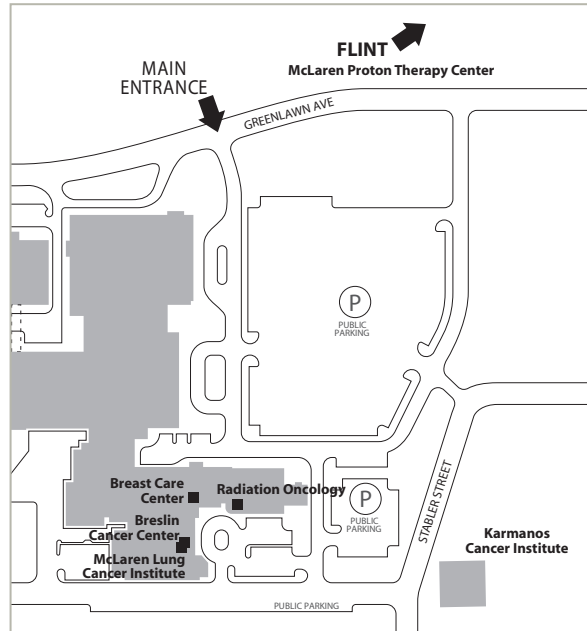 FLINT
McLaren Proton Therapy Center
MAIN
ENTRANCE
GREENLAWN AVE
P
PUBLIC
PARKING
Breast Care
Center
Radiation Oncology
P
PUBLIC
PARKING
Breslin
Cancer Center
McLaren Lung
Cancer Institute
STABLER STREET
Karmanos
Cancer Institute
PUBLIC PARKING